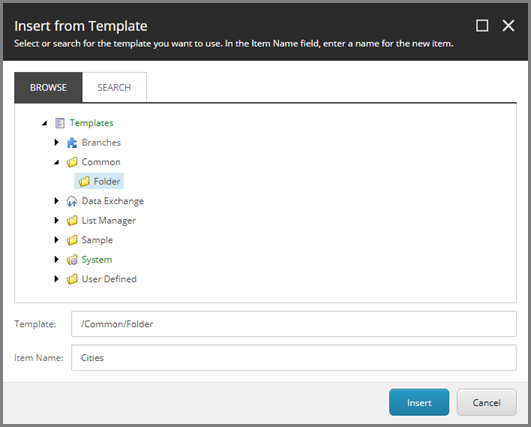 Insert from Template
Select or search for the template you want to use. In the Item Name field, enter a name for the new item.
BROWSE SEARCH
Templates
Branches
Common
Folder
Data Exchange
List Manager
Sample
System
User Defined
Template: /Common/Folder
Item Name: Cities
Insert Cancel